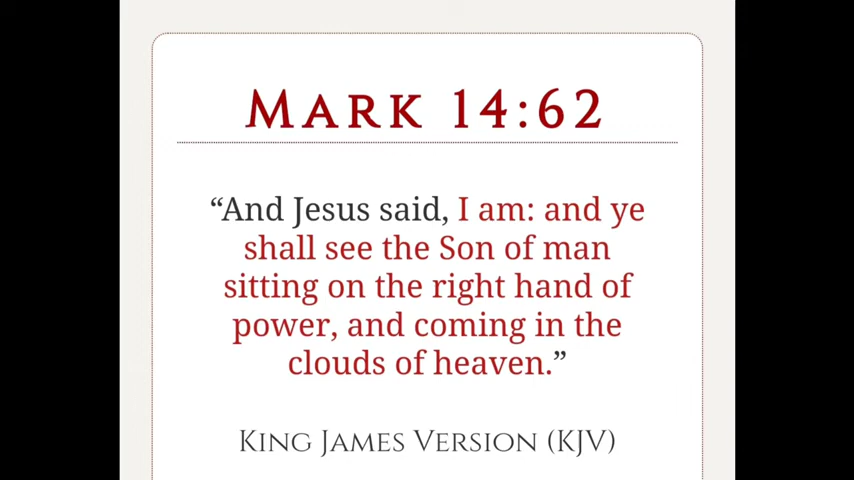 Mark 14:62
“And Jesus said, I am: and ye
shall see the Son of man
sitting on the right hand of
power, and coming in the
clouds of heaven.”
King James Version (KJV)